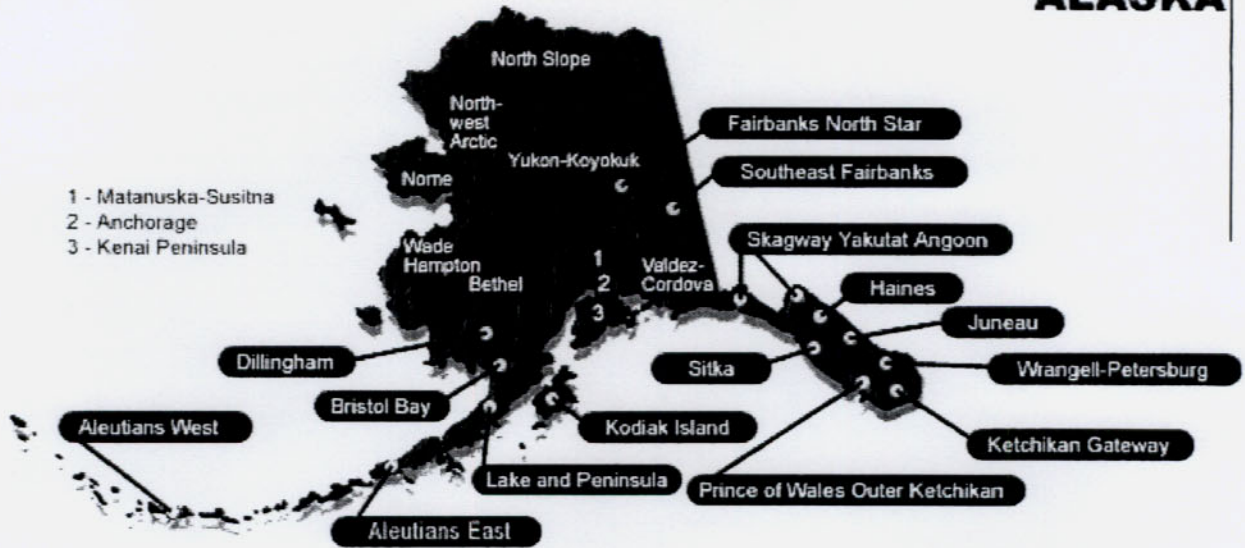 ALASKA
North Slope
North-
west
Arctic
Fairbanks North Star
Yukon-Koyokuk
Southeast Fairbanks
Nome
1 - Matanuska-Susitna
2 - Anchorage
3 - Kenai Peninsula
Skagway Yakutat Angoon
Wade
Hampton
Bethel
1
2
3
Valdez-
Cordova
Haines
Juneau
Dillingham
Sitka
Wrangell-Petersburg
Bristol Bay
Kodiak Island
Aleutians West
Ketchikan Gateway
Lake and Peninsula
Prince of Wales Outer Ketchikan
Aleutians East